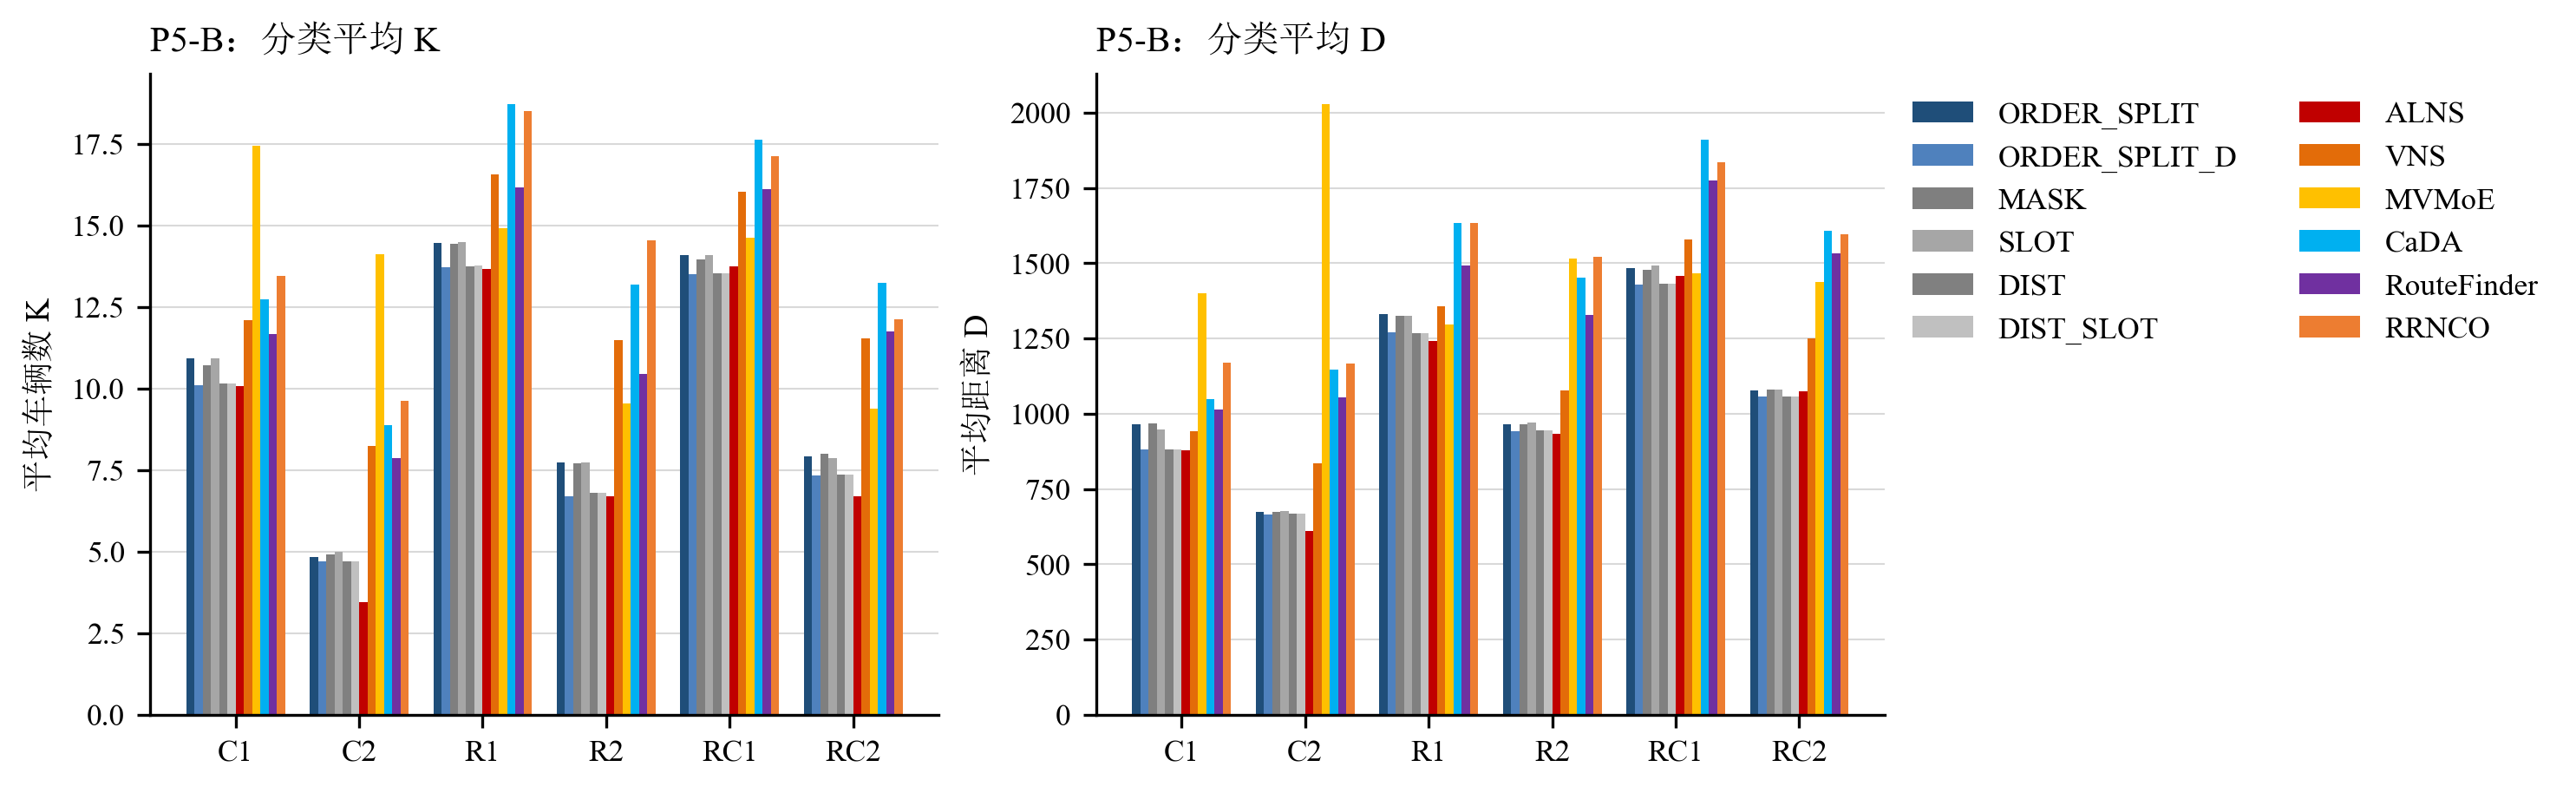 P5-B：分类平均 K
平均车辆数 K
17.5
15.0
12.5
10.0
7.5
5.0
2.5
0.0
C1
C2
R1
R2
RC1
RC2
P5-B：分类平均 D
平均距离 D
2000
1750
1500
1250
1000
750
500
250
0
C1
C2
R1
R2
RC1
RC2
ORDER_SPLIT
ORDER_SPLIT_D
MASK
SLOT
DIST
DIST_SLOT
ALNS
VNS
MVMoE
CaDA
RouteFinder
RRNCO